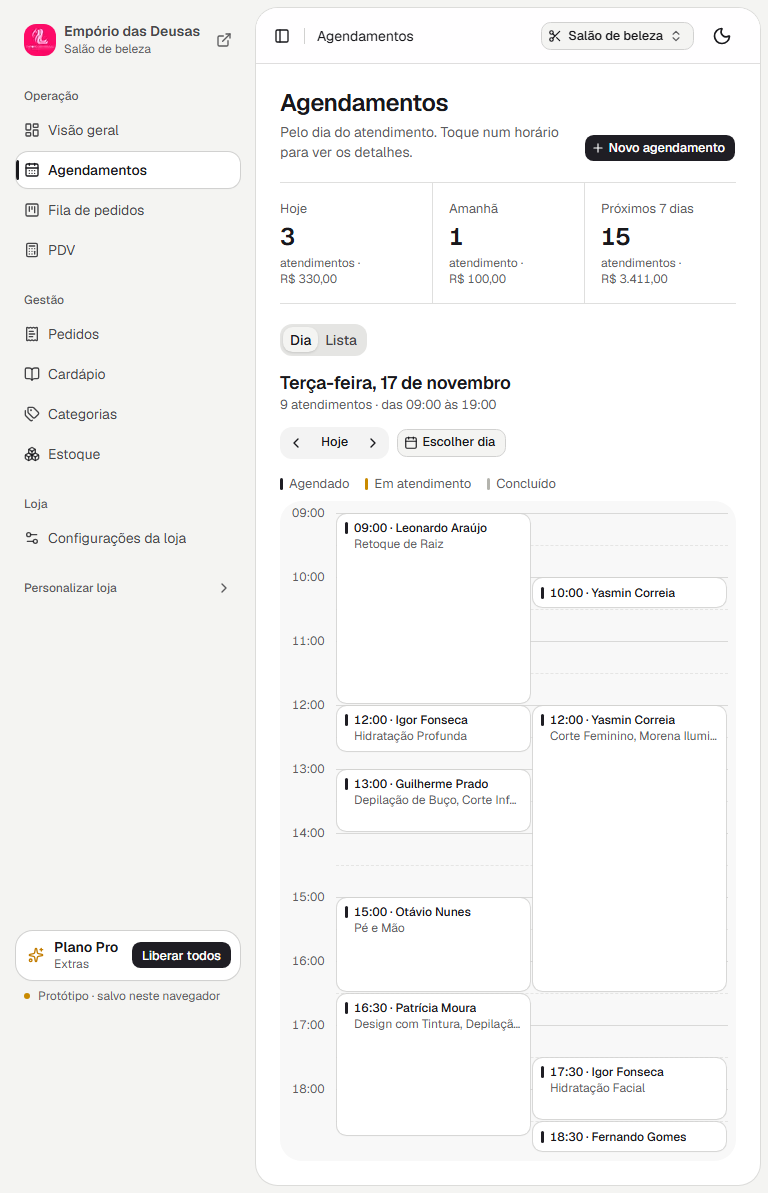 Empório das Deusas
Salão de beleza
Operação
Visão geral
Agendamentos
Fila de pedidos
PDV
Gestão
Pedidos
Cardápio
Categorias
Estoque
Loja
Configurações da loja
Personalizar loja
Plano Pro
Extras
Liberar todos
Protótipo · salvo neste navegador
Agendamentos
Salão de beleza
Agendamentos
Pelo dia do atendimento. Toque num horário
para ver os detalhes.
Novo agendamento
Hoje
3
atendimentos ·
R$ 330,00
Amanhã
1
atendimento ·
R$ 100,00
Próximos 7 dias
15
atendimentos ·
R$ 3.411,00
Dia
Lista
Terça-feira, 17 de novembro
9 atendimentos · das 09:00 às 19:00
Hoje
Escolher dia
Agendado
Em atendimento
Concluído
09:00
09:00 · Leonardo Araújo
Retoque de Raiz
10:00
10:00 · Yasmin Correia
11:00
12:00
12:00 · Igor Fonseca
Hidratação Profunda
12:00 · Yasmin Correia
Corte Feminino, Morena Ilumi…
13:00
13:00 · Guilherme Prado
Depilação de Buço, Corte Inf…
14:00
15:00
15:00 · Otávio Nunes
Pé e Mão
16:00
16:30 · Patrícia Moura
Design com Tintura, Depilaçã…
17:00
17:30 · Igor Fonseca
Hidratação Facial
18:00
18:30 · Fernando Gomes